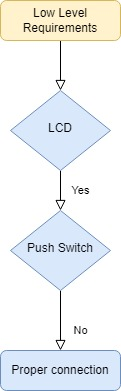 Low Level
Requirements
LCD
Yes
Push Switch
No
Proper connection